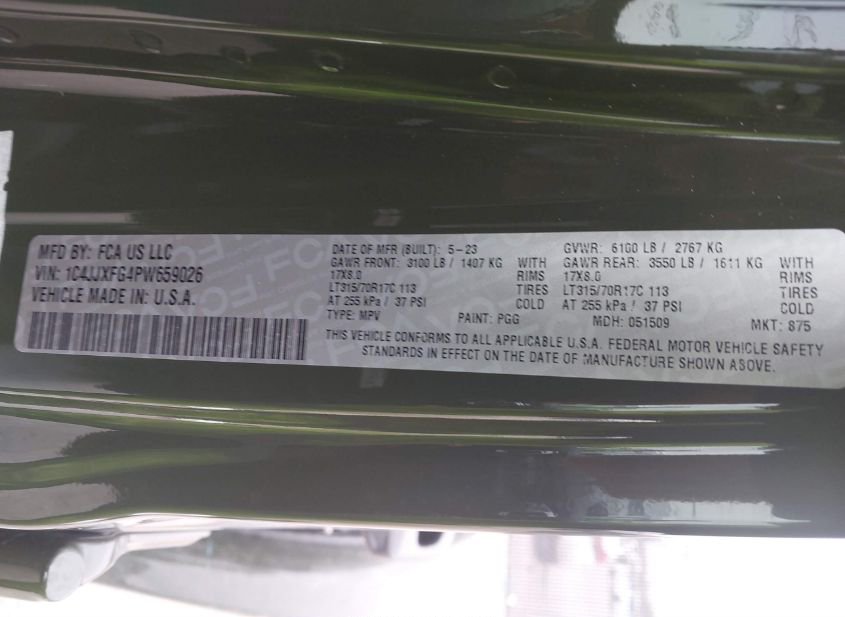 MFD BY: FCA US LLC
VIN: 1C4JJXFG4PW659026
VEHICLE MADE IN: U.S.A.
DATE OF MFR (BUILT): 5-23 GVWR: 6100 LB / 2767 KG
GAWR FRONT: 3100 LB / 1407 KG WITH GAWR REAR: 3550 LB / 1611 KG WITH
17X8.0 RIMS 17X8.0 RIMS
LT315/70R17C 113 TIRES LT315/70R17C 113 TIRES
AT 255 kPa / 37 PSI COLD AT 255 kPa / 37 PSI COLD
TYPE: MPV PAINT: PGG MDH: 051509 MKT: 875
THIS VEHICLE CONFORMS TO ALL APPLICABLE U.S.A. FEDERAL MOTOR VEHICLE SAFETY
STANDARDS IN EFFECT ON THE DATE OF MANUFACTURE SHOWN ABOVE.